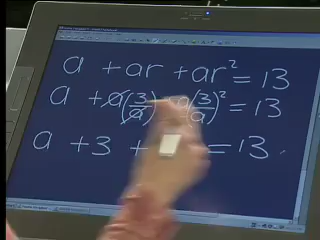 a + ar + ar² = 13
a + a(3/a) a(3/a)² = 13
a + 3 + = 13